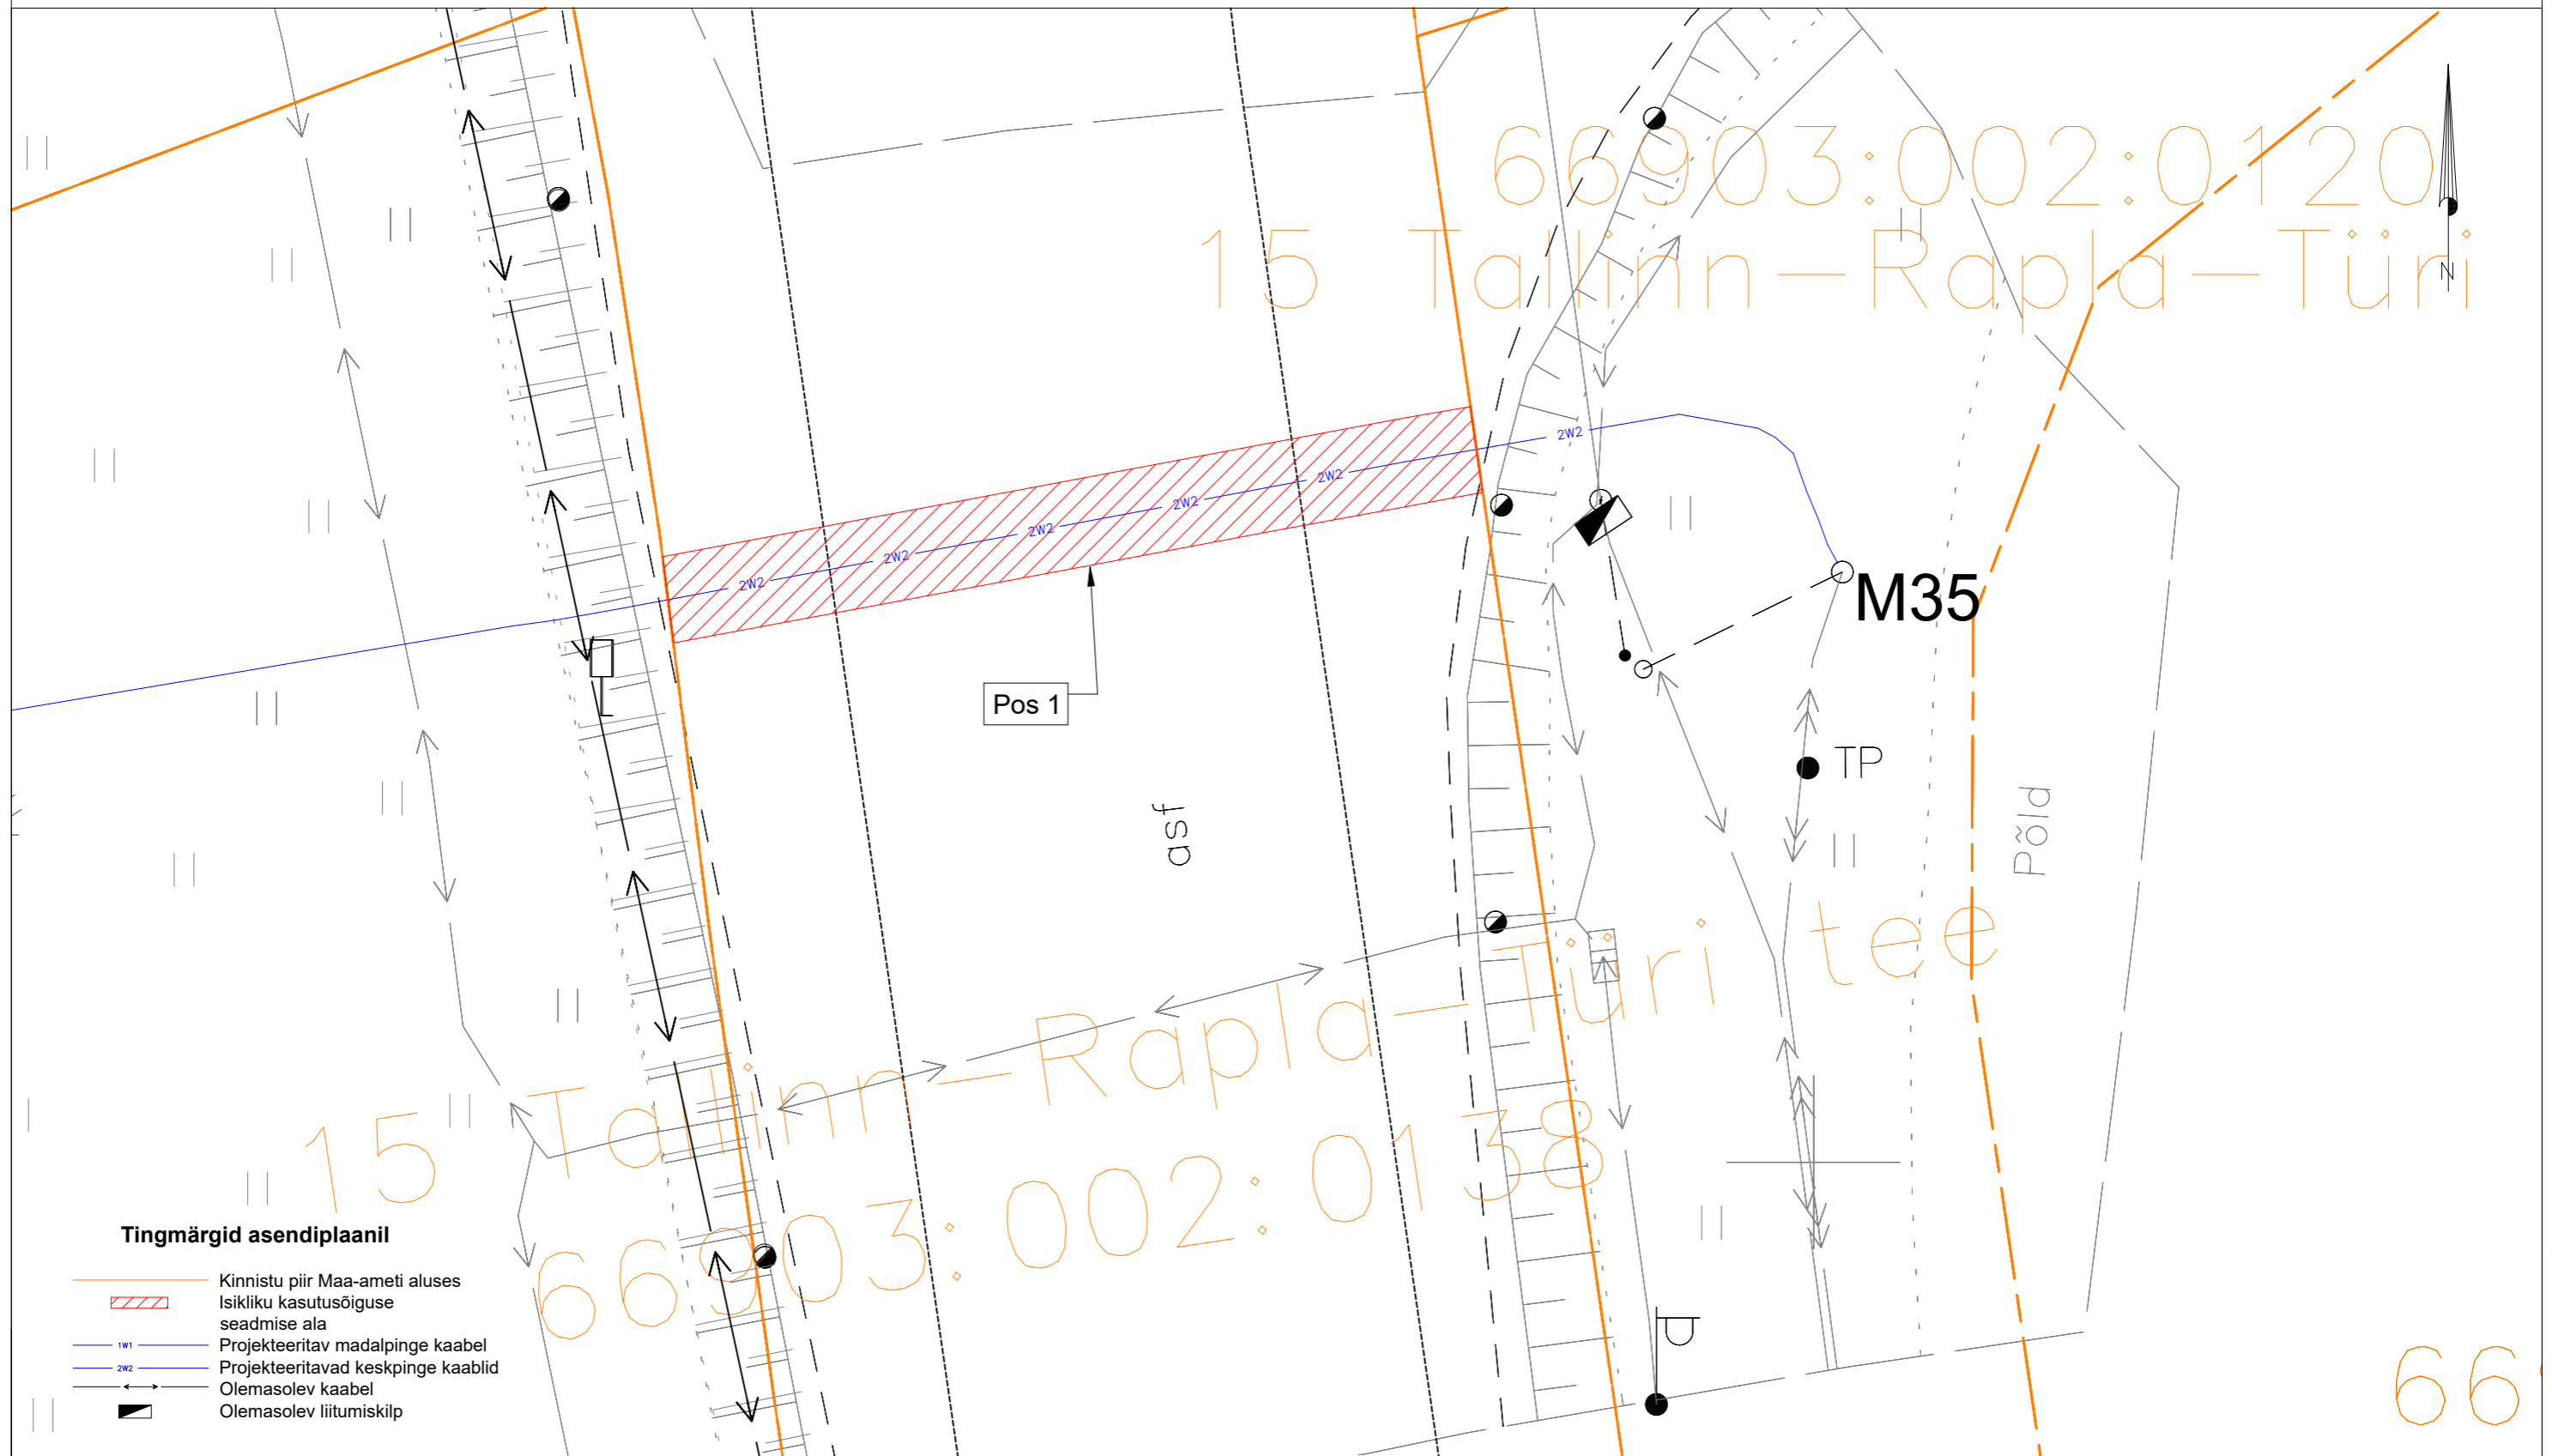 66903:002:0120
15 Tallinn-Rapla-Türi
N
2W2
2W2
2W2
2W2
2W2
2W2
M35
Pos 1
TP
asf
Põld
15 Tallinn-Rapla-Türi tee
66903:002:0138
Tingmärgid asendiplaanil
Kinnistu piir Maa-ameti aluses
Isikliku kasutusõiguse
seadmise ala
1W1 Projekteeritav madalpinge kaabel
2W2 Projekteeritavad keskpinge kaablid
Olemasolev kaabel
Olemasolev liitumiskilp
66